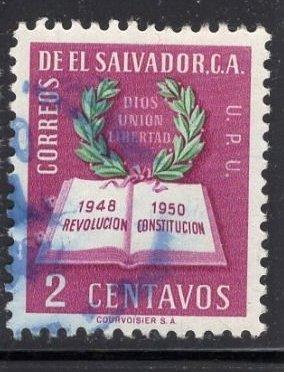 CORREOS
DE EL SALVADOR, C.A.
U. P. U.
DIOS
UNION
LIBERTAD
1948 1950
REVOLUCION CONSTITUCION
2 CENTAVOS
COURVOISIER S.A.